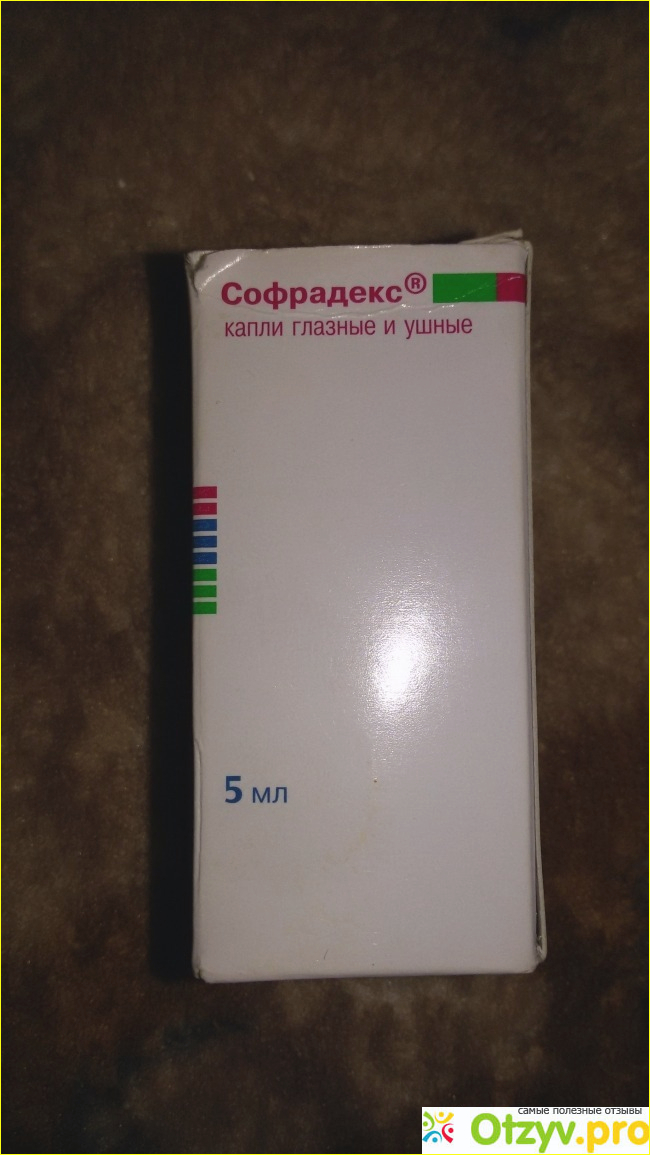 Софрадекс®
капли глазные и ушные
5 мл
самые полезные отзывы
Otzyv.pro